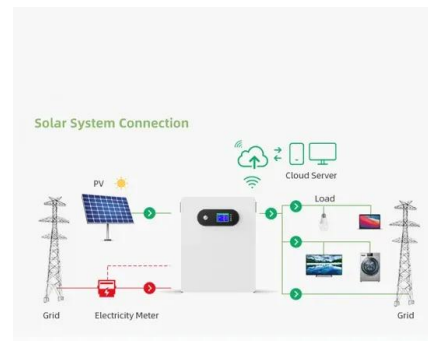 Solar System Connection
Cloud Server
PV
Load
Grid
Electricity Meter
Grid